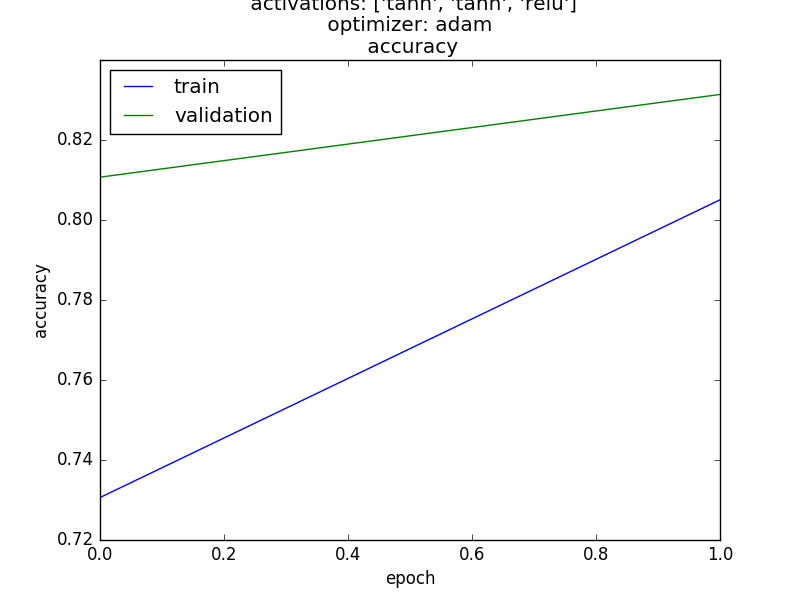 activations: ['tanh', 'tanh', 'relu']
optimizer: adam
accuracy
train
validation
0.82
0.80
0.78
0.76
0.74
0.72
accuracy
0.0 0.2 0.4 0.6 0.8 1.0
epoch